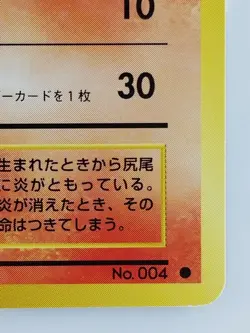 10
ーカードを1枚 30
生まれたときから尻尾
に炎がともっている。
炎が消えたとき、その
命はつきてしまう。
No. 004 ●